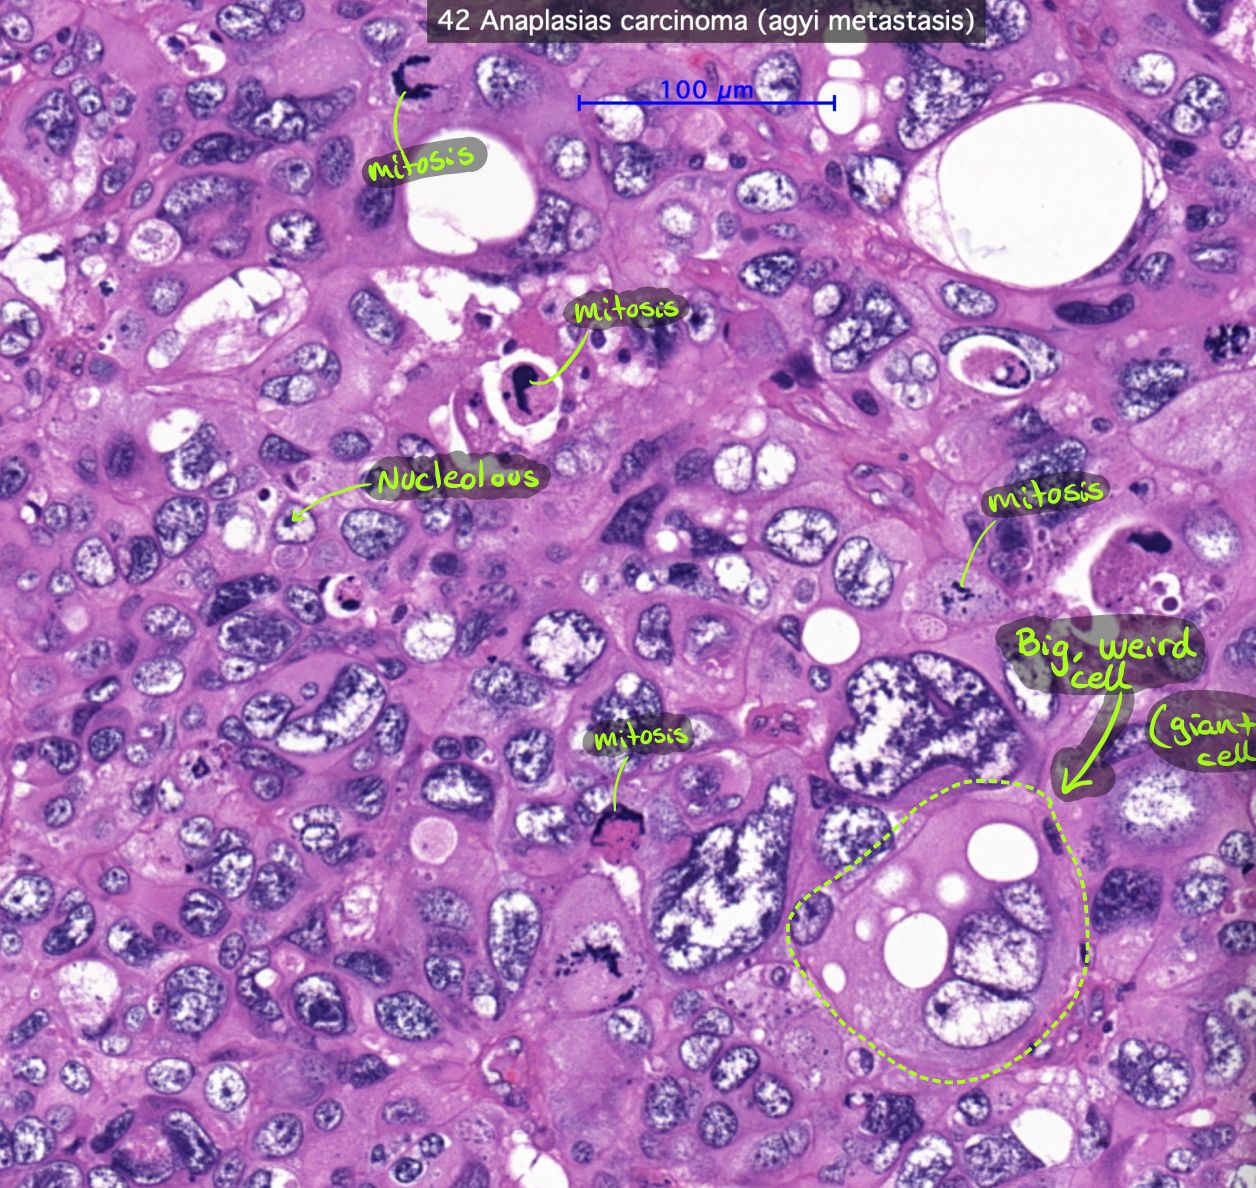 42 Anaplasias carcinoma (agyi metastasis)
100 µm
mitosis
mitosis
Nucleolous
mitosis
Big, weird
cell
(giant
cell
mitosis